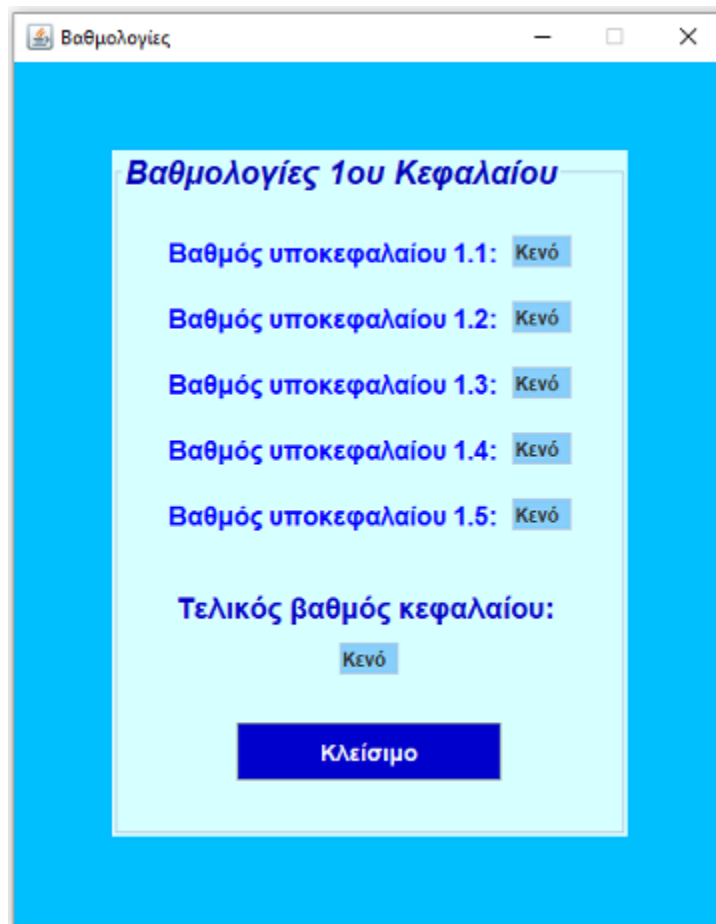 Βαθμολογίες
Βαθμολογίες 1ου Κεφαλαίου
Βαθμός υποκεφαλαίου 1.1: Κενό
Βαθμός υποκεφαλαίου 1.2: Κενό
Βαθμός υποκεφαλαίου 1.3: Κενό
Βαθμός υποκεφαλαίου 1.4: Κενό
Βαθμός υποκεφαλαίου 1.5: Κενό
Τελικός βαθμός κεφαλαίου:
Κενό
Κλείσιμο